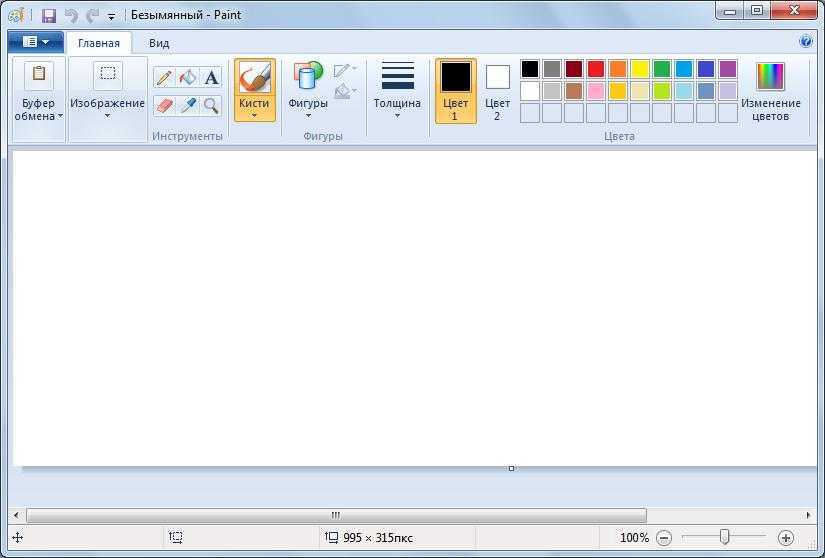 Безымянный - Paint
Главная Вид
Буфер обмена
Изображение
Инструменты
Кисти
Фигуры
Фигуры
Толщина
Цвет 1
Цвет 2
Изменение цветов
Цвета
995 × 315пкс
100%